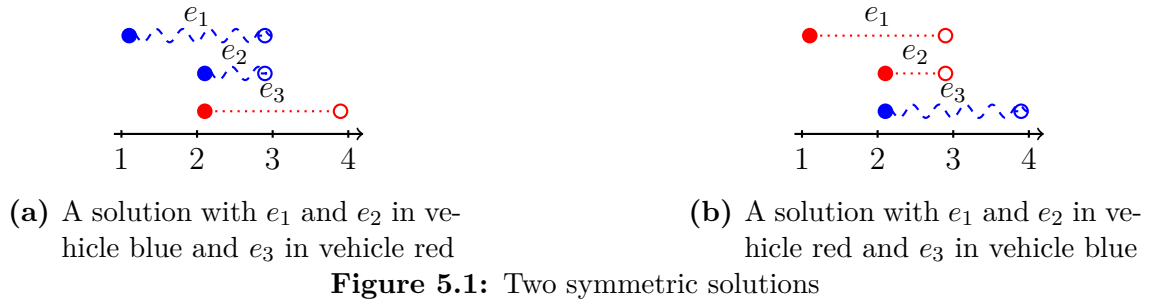 e₁
e₂
e₃
1 2 3 4
(a) A solution with e₁ and e₂ in ve-
hicle blue and e₃ in vehicle red
e₁
e₂
e₃
1 2 3 4
(b) A solution with e₁ and e₂ in ve-
hicle red and e₃ in vehicle blue
Figure 5.1: Two symmetric solutions